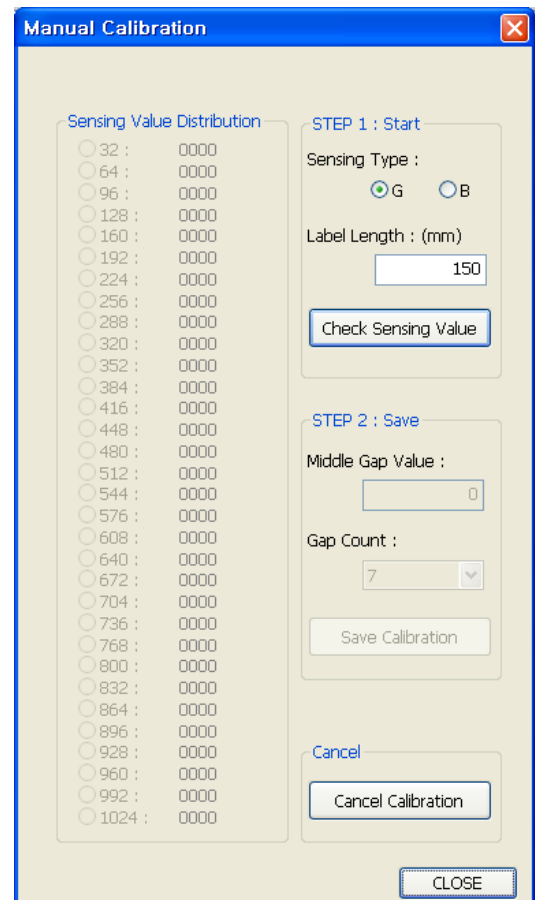 Manual Calibration
Sensing Value Distribution
32 : 0000
64 : 0000
96 : 0000
128 : 0000
160 : 0000
192 : 0000
224 : 0000
256 : 0000
288 : 0000
320 : 0000
352 : 0000
384 : 0000
416 : 0000
448 : 0000
480 : 0000
512 : 0000
544 : 0000
576 : 0000
608 : 0000
640 : 0000
672 : 0000
704 : 0000
736 : 0000
768 : 0000
800 : 0000
832 : 0000
864 : 0000
896 : 0000
928 : 0000
960 : 0000
992 : 0000
1024 : 0000
STEP 1 : Start
Sensing Type :
G B
Label Length : (mm)
150
Check Sensing Value
STEP 2 : Save
Middle Gap Value :
0
Gap Count :
7
Save Calibration
Cancel
Cancel Calibration
CLOSE